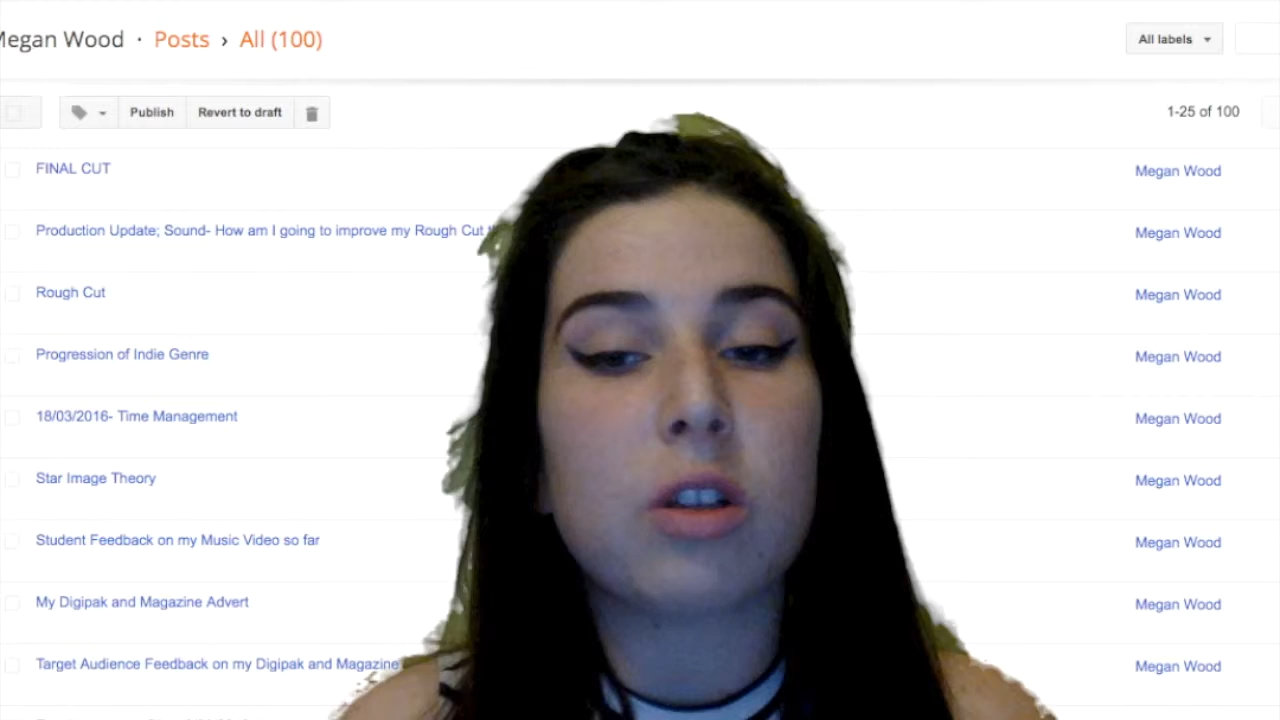 Megan Wood · Posts › All (100)
All labels
Publish
Revert to draft
1-25 of 100
FINAL CUT
Megan Wood
Production Update; Sound- How am I going to improve my Rough Cut
Megan Wood
Rough Cut
Megan Wood
Progression of Indie Genre
Megan Wood
18/03/2016- Time Management
Megan Wood
Star Image Theory
Megan Wood
Student Feedback on my Music Video so far
Megan Wood
My Digipak and Magazine Advert
Megan Wood
Target Audience Feedback on my Digipak and Magazine
Megan Wood